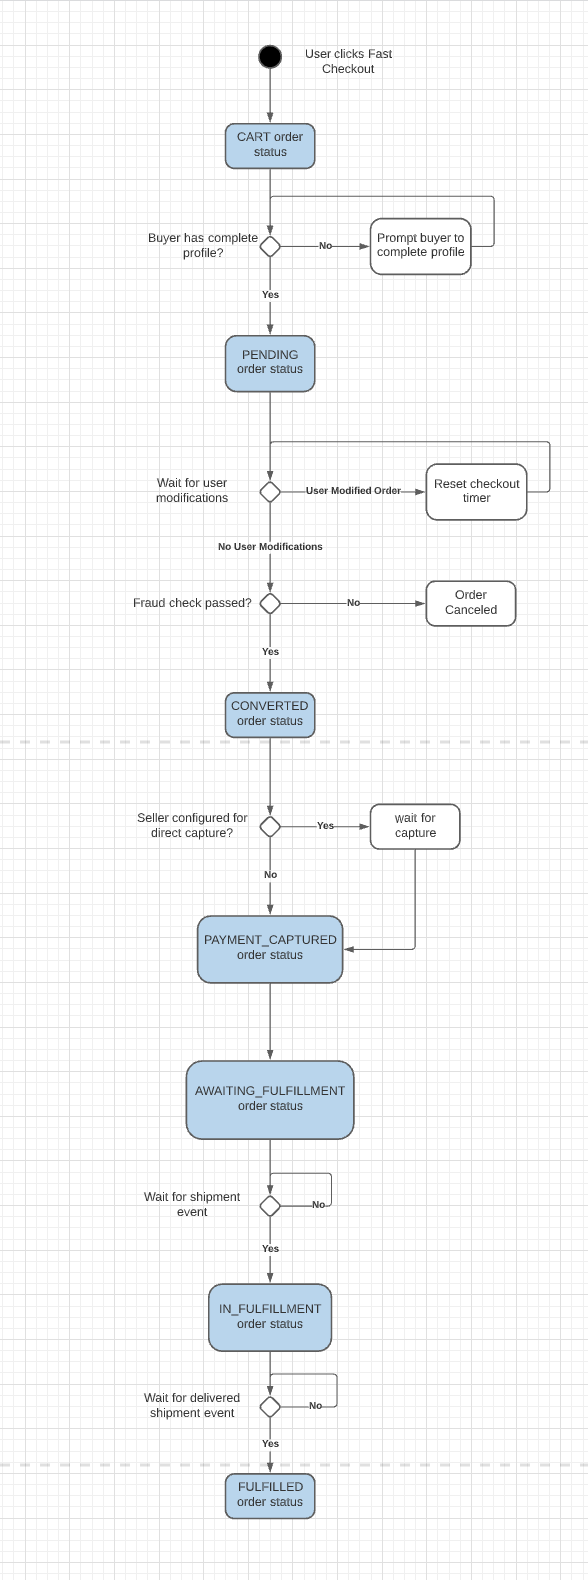 User clicks Fast
Checkout
CART order
status
Buyer has complete
profile?
No
Prompt buyer to
complete profile
Yes
PENDING
order status
Wait for user
modifications
User Modified Order
Reset checkout
timer
No User Modifications
Fraud check passed?
No
Order
Canceled
Yes
CONVERTED
order status
Seller configured for
direct capture?
Yes
wait for
capture
No
PAYMENT_CAPTURED
order status
AWAITING_FULFILLMENT
order status
Wait for shipment
event
No
Yes
IN_FULFILLMENT
order status
Wait for delivered
shipment event
No
Yes
FULFILLED
order status